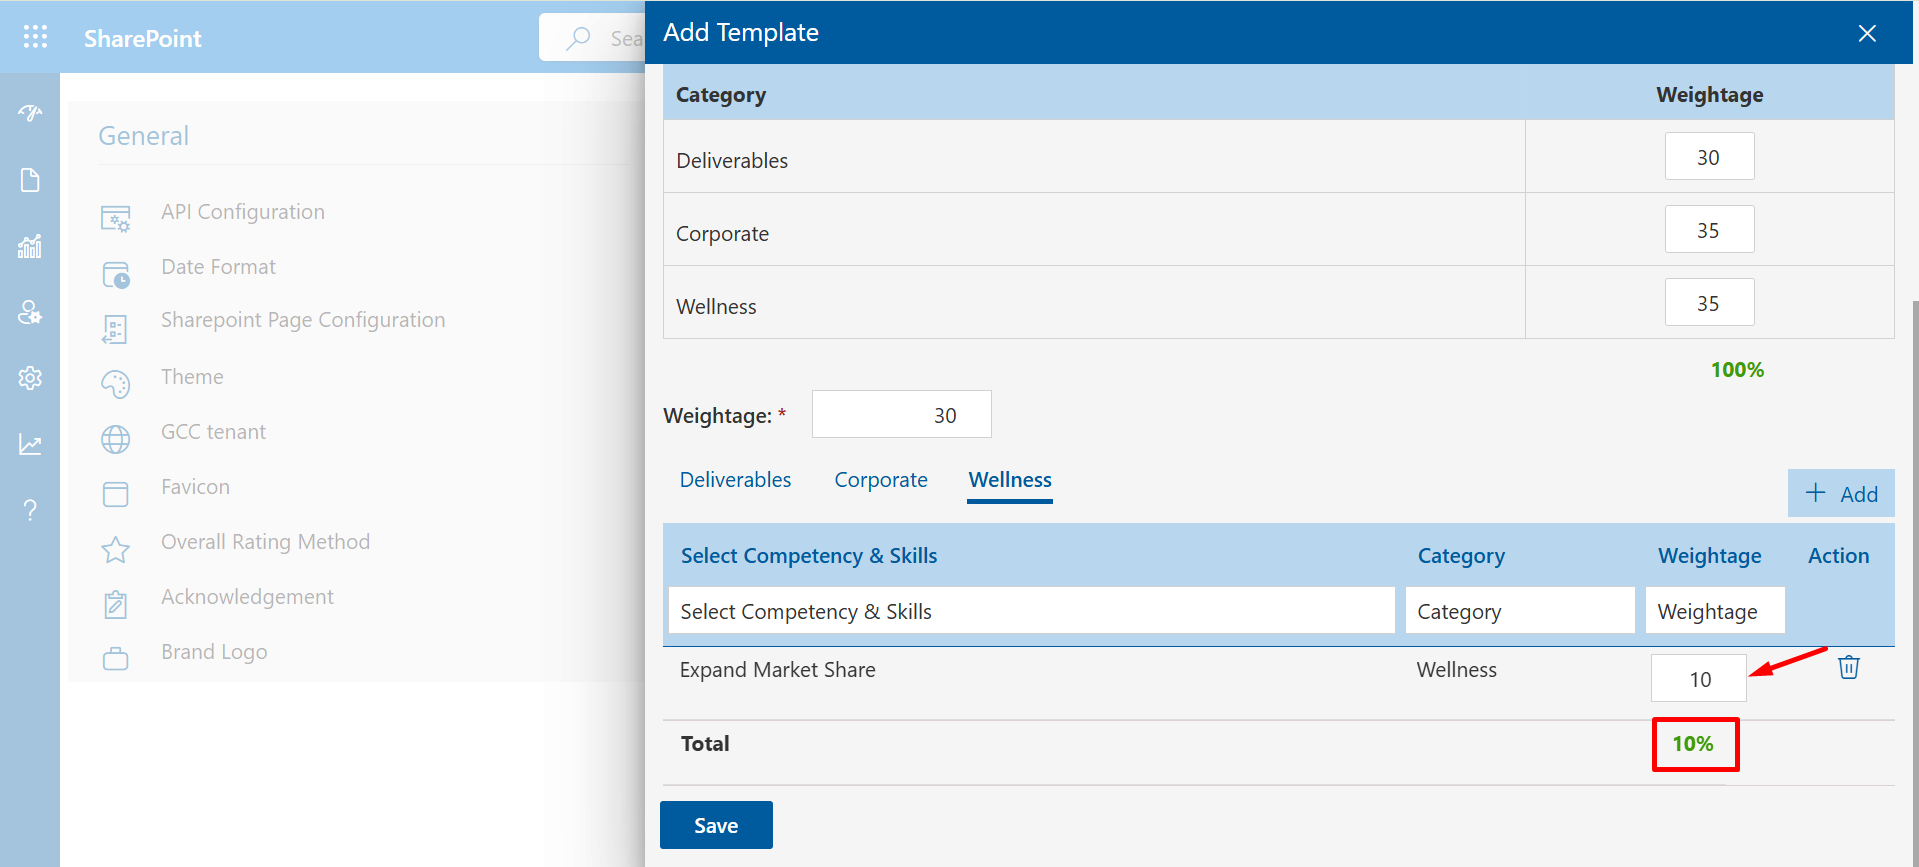 SharePoint
Sea
General
API Configuration
Date Format
Sharepoint Page Configuration
Theme
GCC tenant
Favicon
Overall Rating Method
Acknowledgement
Brand Logo
Add Template
Category Weightage
Deliverables 30
Corporate 35
Wellness 35
100%
Weightage: * 30
Deliverables Corporate Wellness
+ Add
Select Competency & Skills Category Weightage Action
Select Competency & Skills Category Weightage
Expand Market Share Wellness 10
Total 10%
Save